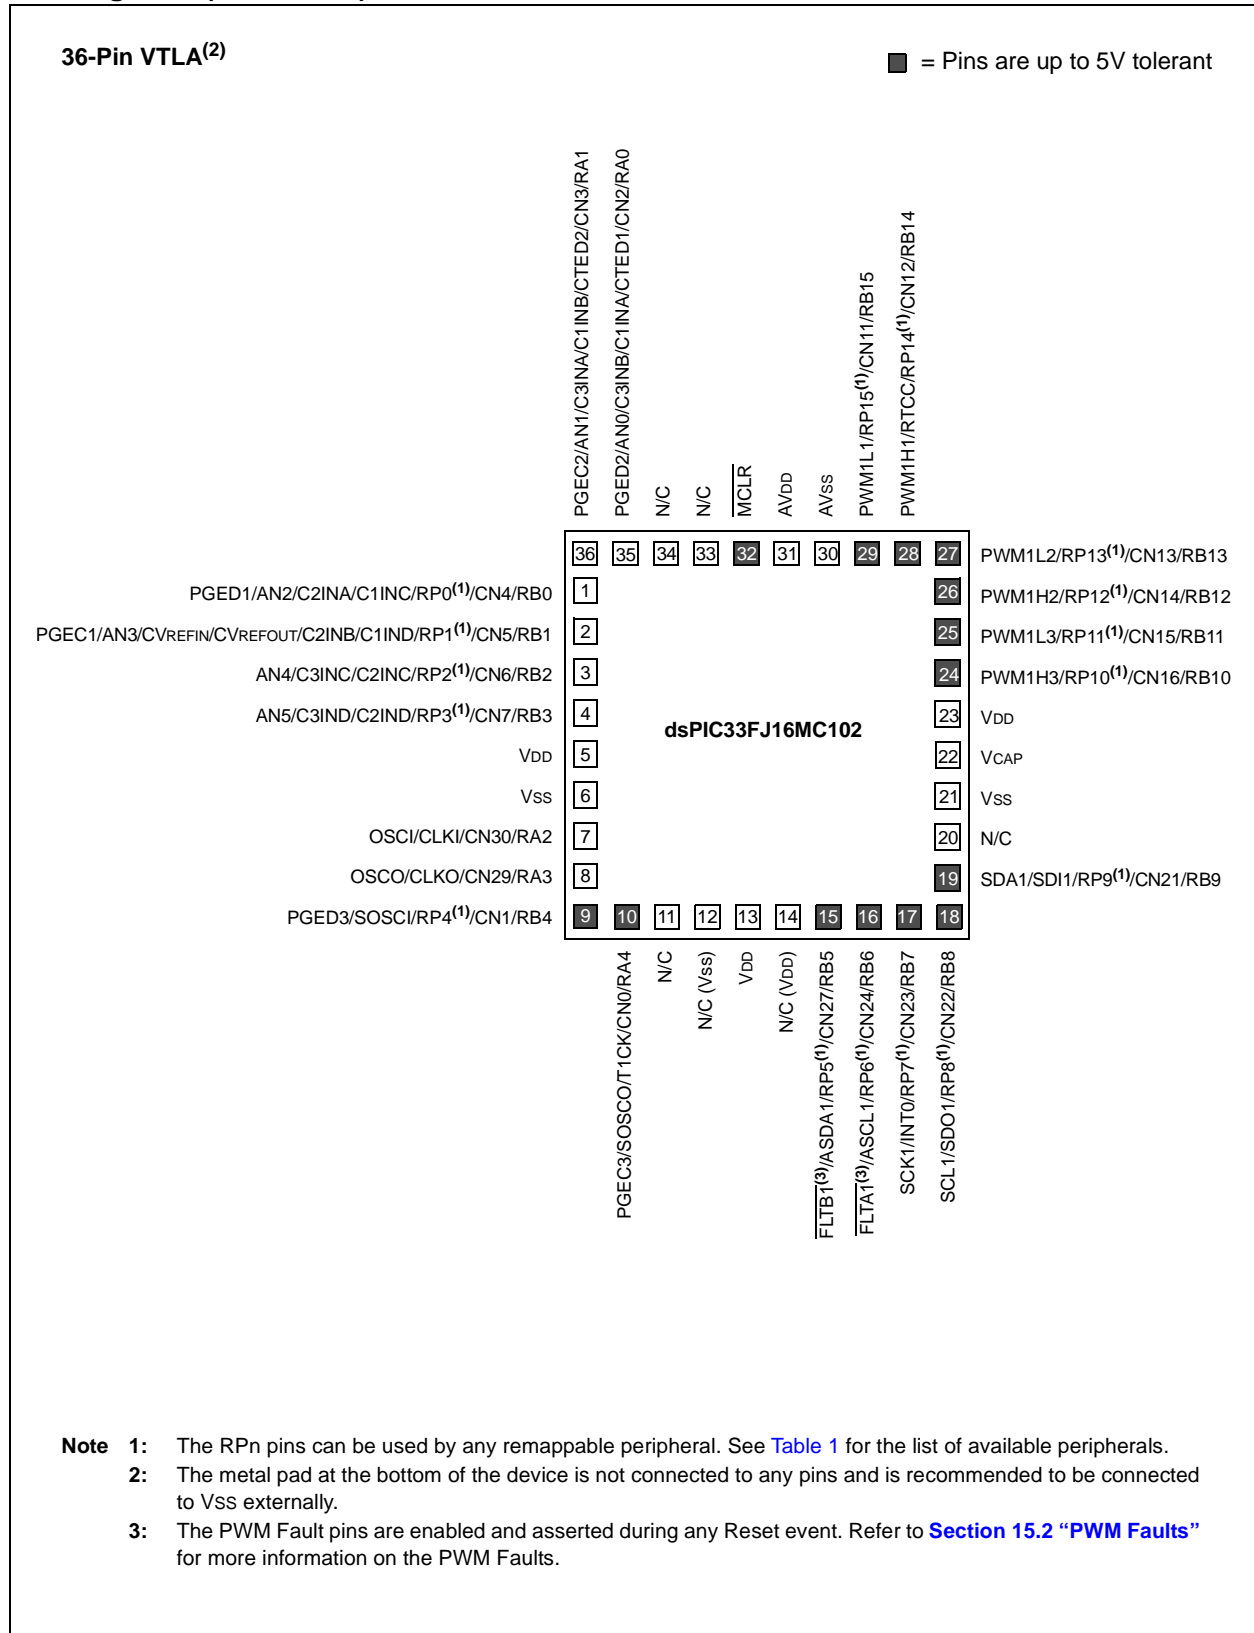 36-Pin VTLA(2)
= Pins are up to 5V tolerant
PGEC2/AN1/C3INA/C1INB/CTED2/CN3/RA1
PGED2/AN0/C3INB/C1INA/CTED1/CN2/RA0
N/C
N/C
MCLR
AVDD
AVSS
PWM1L1/RP15(1)/CN11/RB15
PWM1H1/RTCC/RP14(1)/CN12/RB14
36 35 34 33 32 31 30 29 28 27 PWM1L2/RP13(1)/CN13/RB13
PGED1/AN2/C2INA/C1INC/RP0(1)/CN4/RB0 1 26 PWM1H2/RP12(1)/CN14/RB12
PGEC1/AN3/CVREFIN/CVREFOUT/C2INB/C1IND/RP1(1)/CN5/RB1 2 25 PWM1L3/RP11(1)/CN15/RB11
AN4/C3INC/C2INC/RP2(1)/CN6/RB2 3 24 PWM1H3/RP10(1)/CN16/RB10
AN5/C3IND/C2IND/RP3(1)/CN7/RB3 4 dsPIC33FJ16MC102 23 VDD
VDD 5 22 VCAP
VSS 6 21 VSS
OSCI/CLKI/CN30/RA2 7 20 N/C
OSCO/CLKO/CN29/RA3 8 19 SDA1/SDI1/RP9(1)/CN21/RB9
PGED3/SOSCI/RP4(1)/CN1/RB4 9 10 11 12 13 14 15 16 17 18
PGEC3/SOSCO/T1CK/CN0/RA4
N/C
N/C (Vss)
VDD
N/C (VDD)
FLTB1(3)/ASDA1/RP5(1)/CN27/RB5
FLTA1(3)/ASCL1/RP6(1)/CN24/RB6
SCK1/INT0/RP7(1)/CN23/RB7
SCL1/SDO1/RP8(1)/CN22/RB8
Note 1: The RPn pins can be used by any remappable peripheral. See Table 1 for the list of available peripherals.
2: The metal pad at the bottom of the device is not connected to any pins and is recommended to be connected
to VSS externally.
3: The PWM Fault pins are enabled and asserted during any Reset event. Refer to Section 15.2 “PWM Faults”
for more information on the PWM Faults.